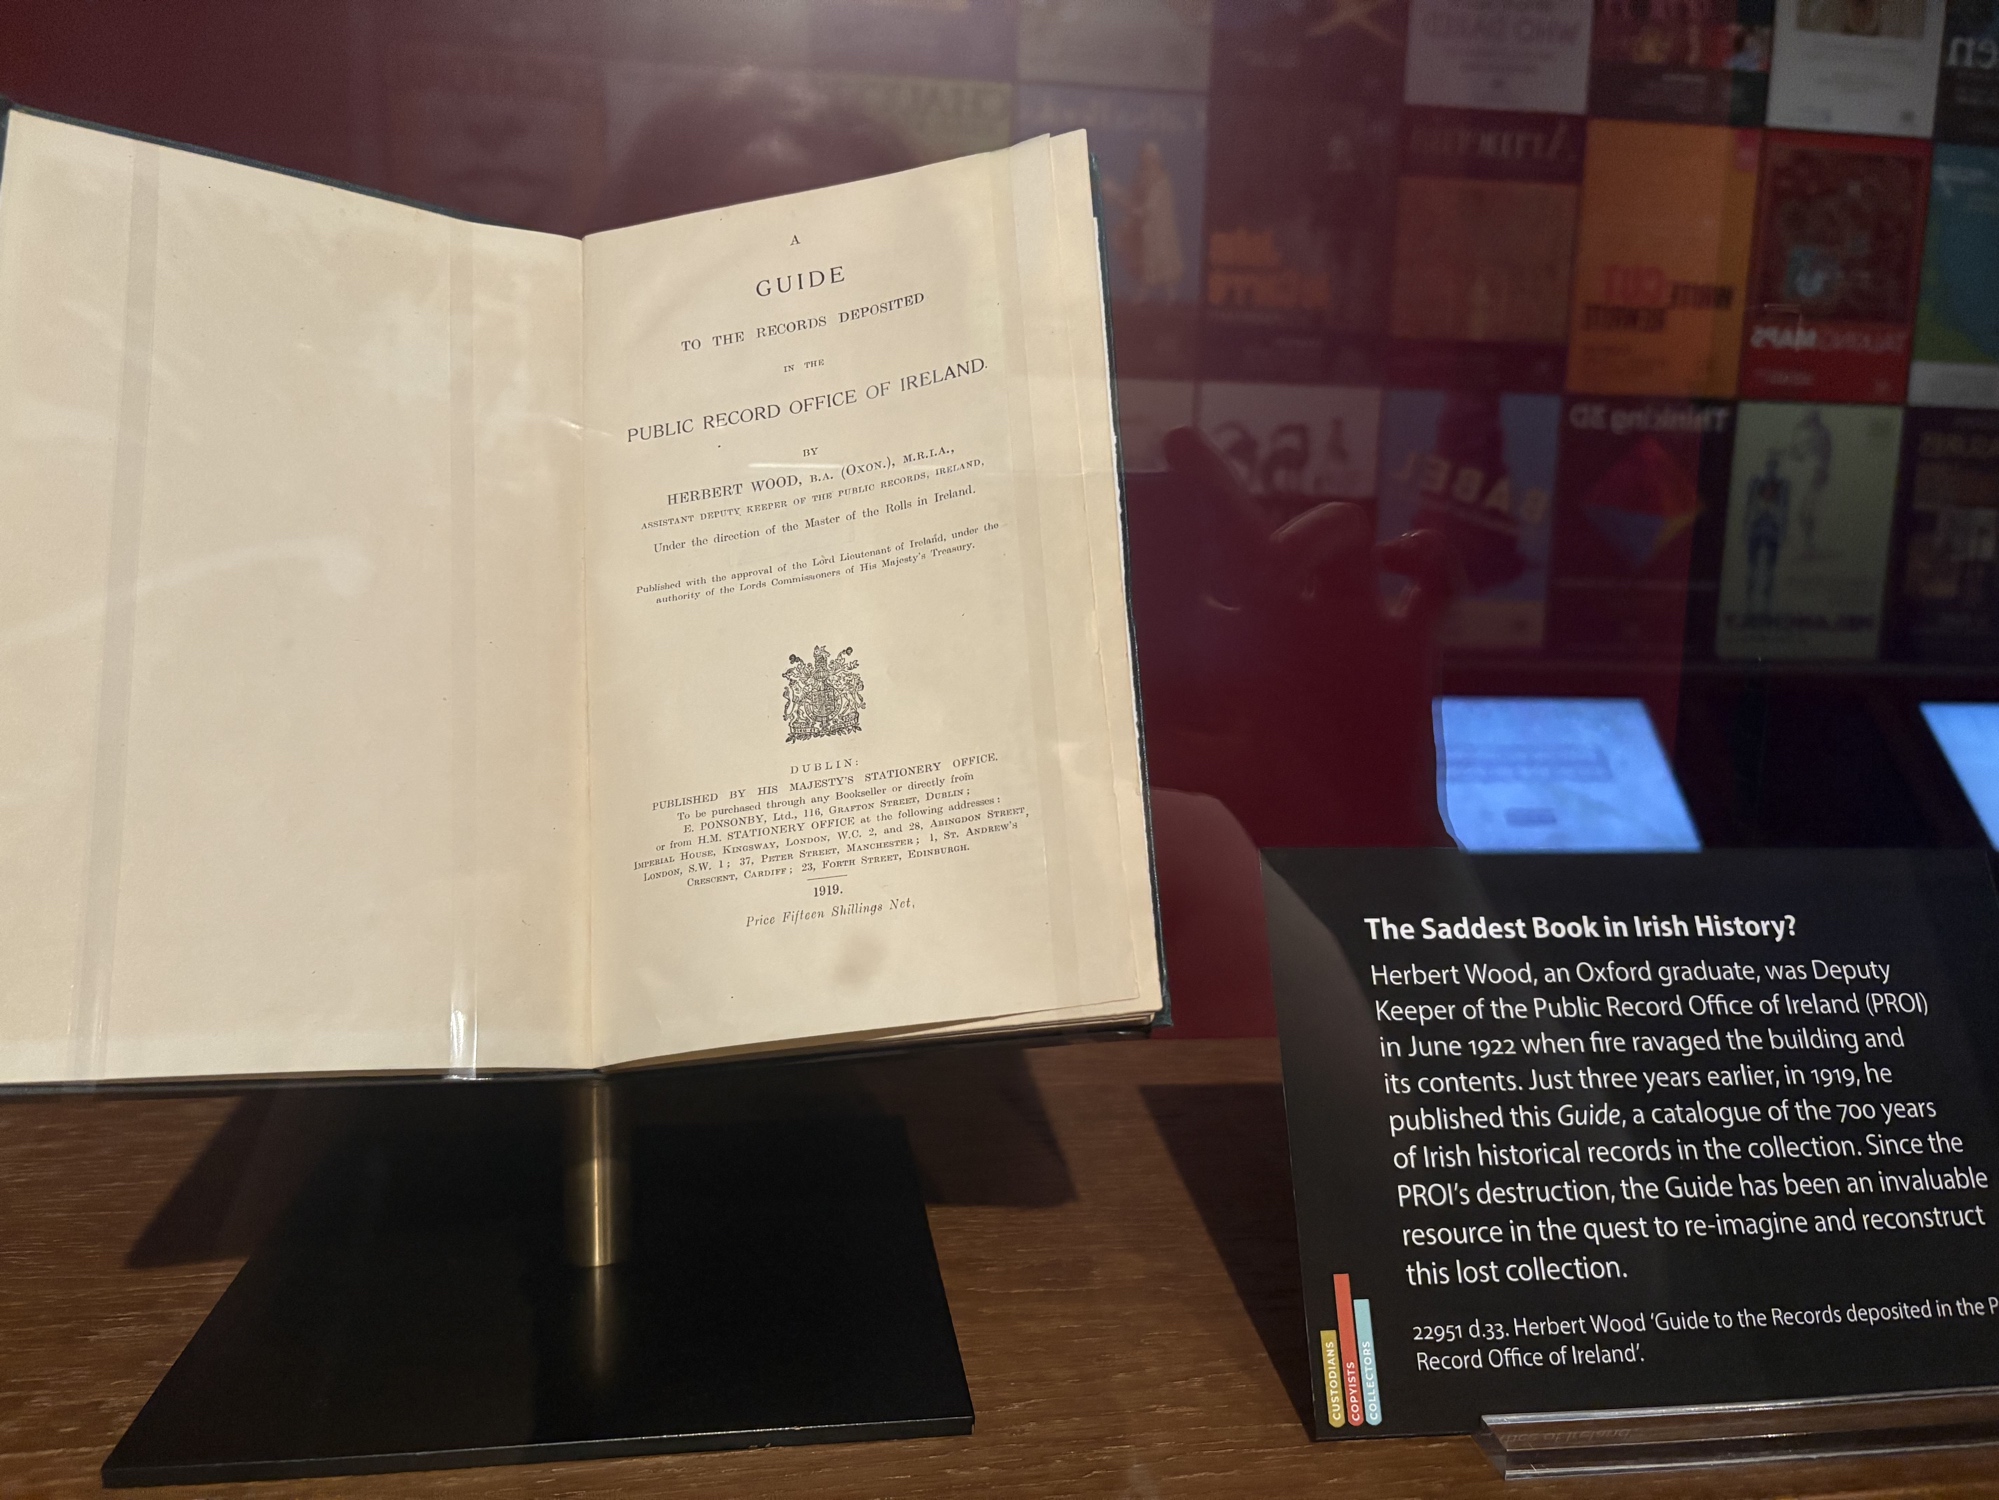 A
GUIDE
TO THE RECORDS DEPOSITED
IN THE
PUBLIC RECORD OFFICE OF IRELAND.
BY
HERBERT WOOD, B.A. (OXON.), M.R.I.A.,
ASSISTANT DEPUTY KEEPER OF THE PUBLIC RECORDS, IRELAND,
Under the direction of the Master of the Rolls in Ireland.
Published with the approval of the Lord Lieutenant of Ireland, under the
authority of the Lords Commissioners of His Majesty's Treasury.
DUBLIN:
PUBLISHED BY HIS MAJESTY'S STATIONERY OFFICE.
To be purchased through any Bookseller or directly from
E. PONSONBY, Ltd., 116, GRAFTON STREET, DUBLIN;
or from H.M. STATIONERY OFFICE at the following addresses:
IMPERIAL HOUSE, KINGSWAY, LONDON, W.C. 2, and 28, ABINGDON STREET,
LONDON, S.W. 1; 37, PETER STREET, MANCHESTER; 1, ST. ANDREW'S
CRESCENT, CARDIFF; 23, FORTH STREET, EDINBURGH.
1919.
Price Fifteen Shillings Net.
The Saddest Book in Irish History?
Herbert Wood, an Oxford graduate, was Deputy
Keeper of the Public Record Office of Ireland (PROI)
in June 1922 when fire ravaged the building and
its contents. Just three years earlier, in 1919, he
published this Guide, a catalogue of the 700 years
of Irish historical records in the collection. Since the
PROI's destruction, the Guide has been an invaluable
resource in the quest to re-imagine and reconstruct
this lost collection.
22951 d.33. Herbert Wood 'Guide to the Records deposited in the P
Record Office of Ireland'.
CUSTODIANS
COPYISTS
COLLECTORS
Thinking 3D
BABEL
TALKING MAPS